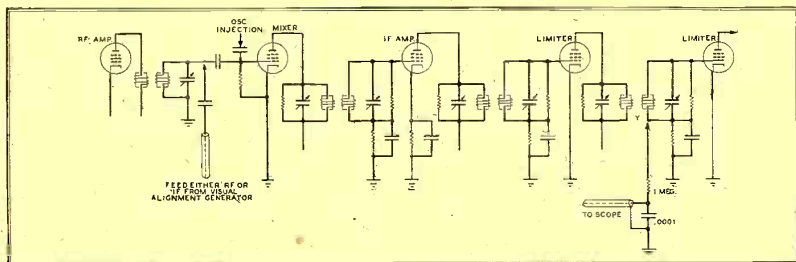 RF. AMP.
OSC
INJECTION
MIXER
IF AMP.
LIMITER
LIMITER
Y
FEED EITHER RF OR
IF FROM VISUAL
ALIGNMENT GENERATOR
1 MEG.
TO SCOPE
.0001